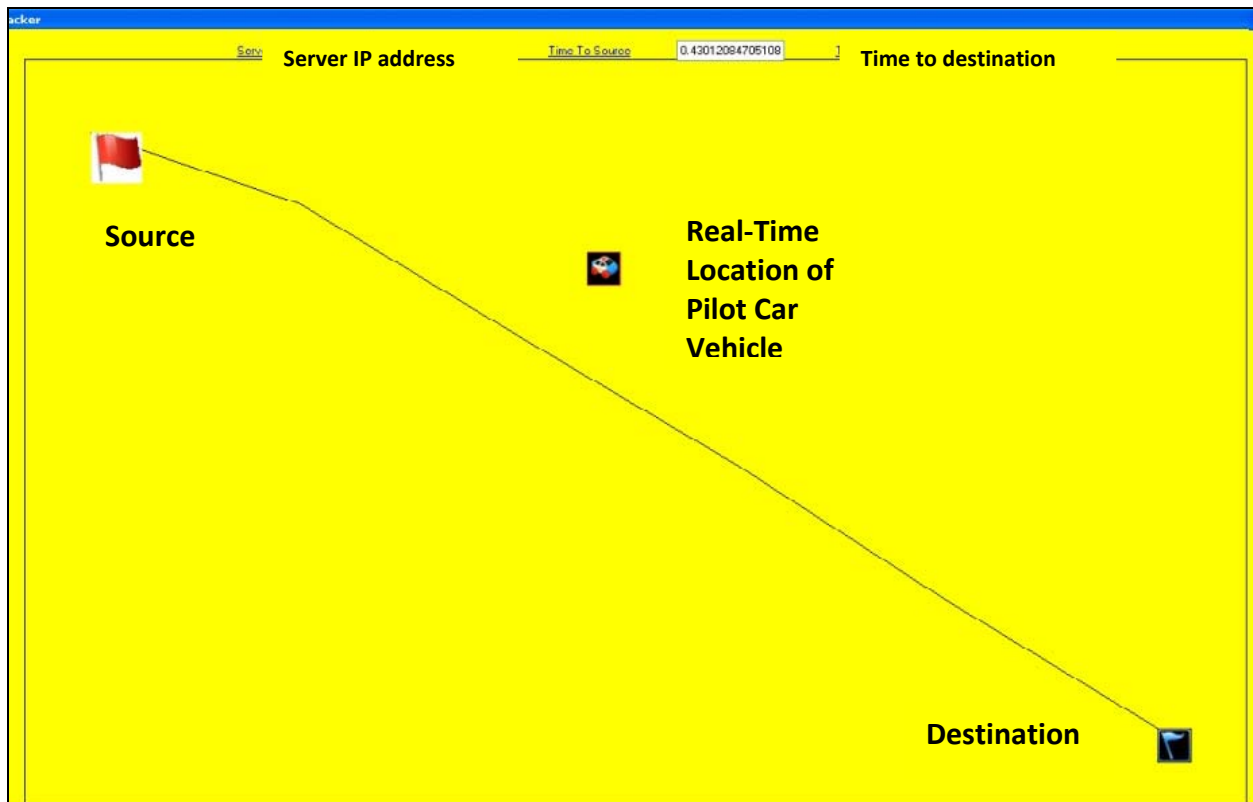 acker
Server IP address
Time To Source
0.43012084705108
Time to destination
Source
Real-Time
Location of
Pilot Car
Vehicle
Destination